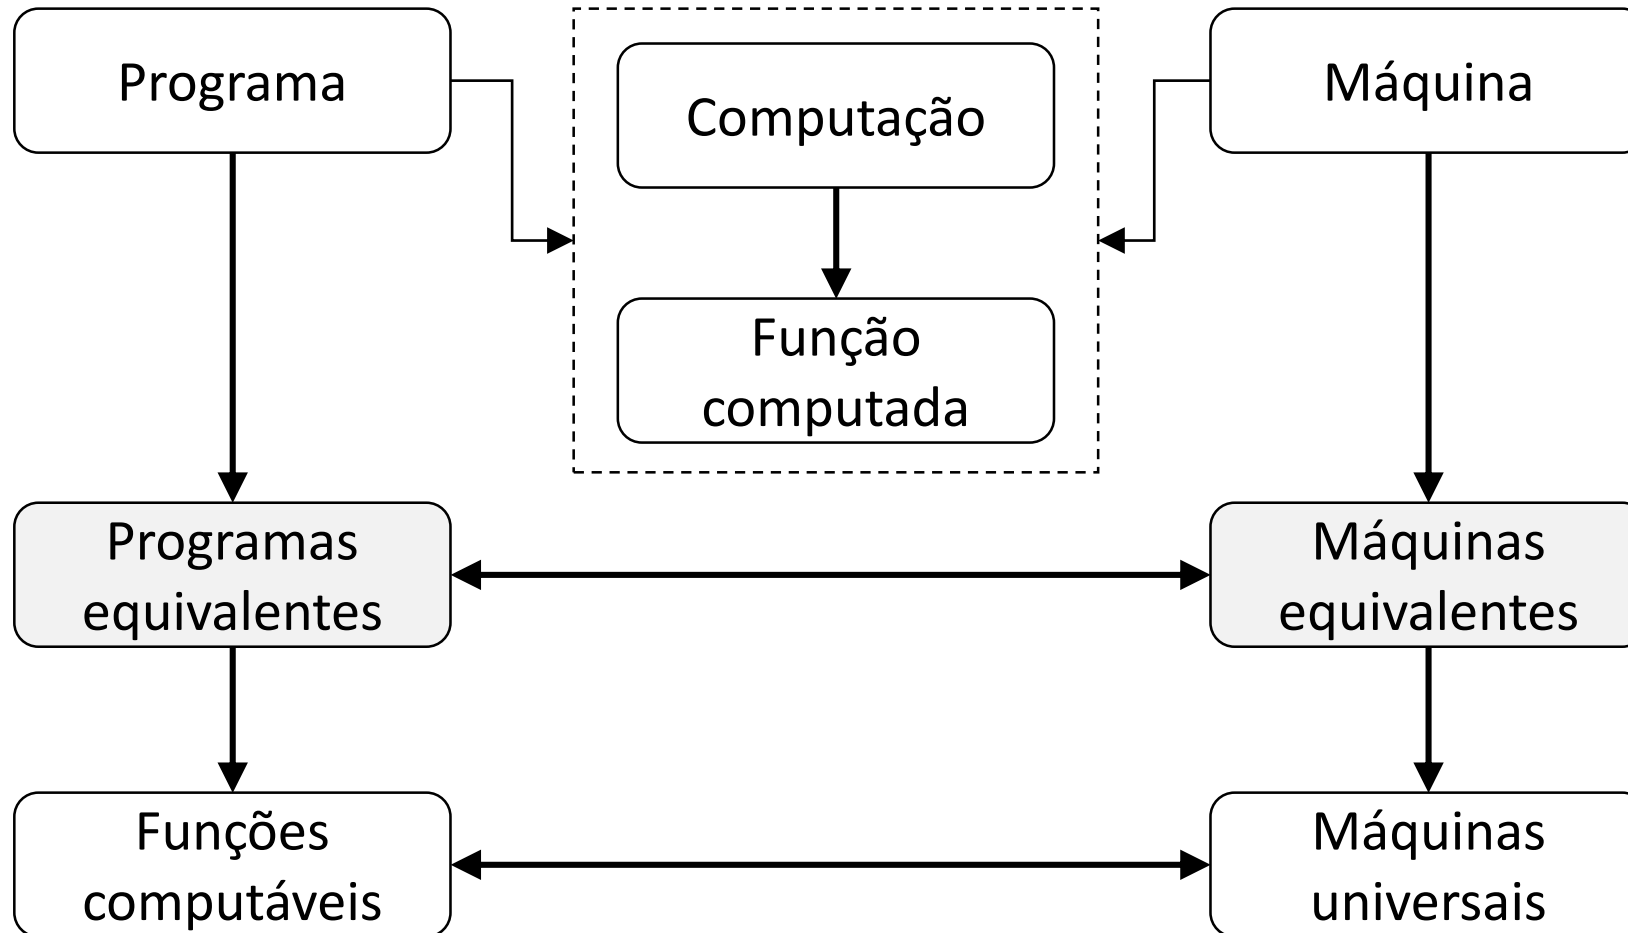 Programa
Computação
Máquina
Função
computada
Programas
equivalentes
Máquinas
equivalentes
Funções
computáveis
Máquinas
universais